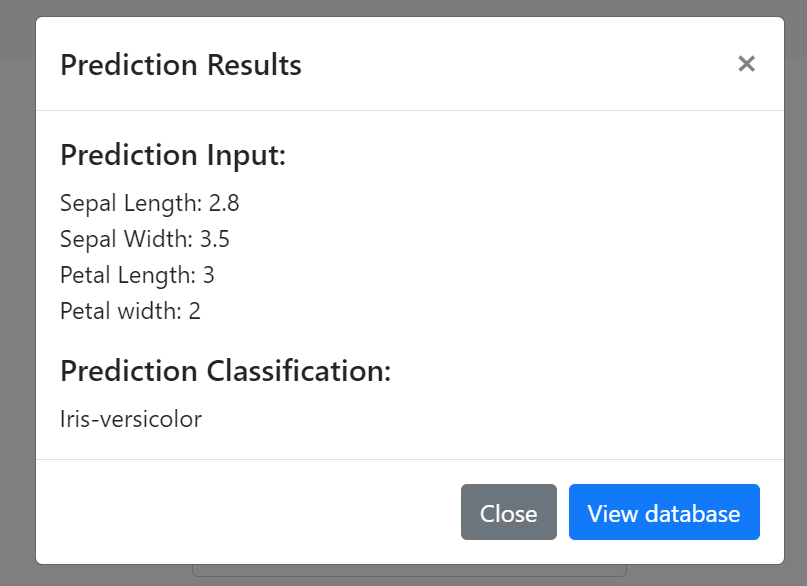 Prediction Results
×
Prediction Input:
Sepal Length: 2.8
Sepal Width: 3.5
Petal Length: 3
Petal width: 2
Prediction Classification:
Iris-versicolor
Close
View database